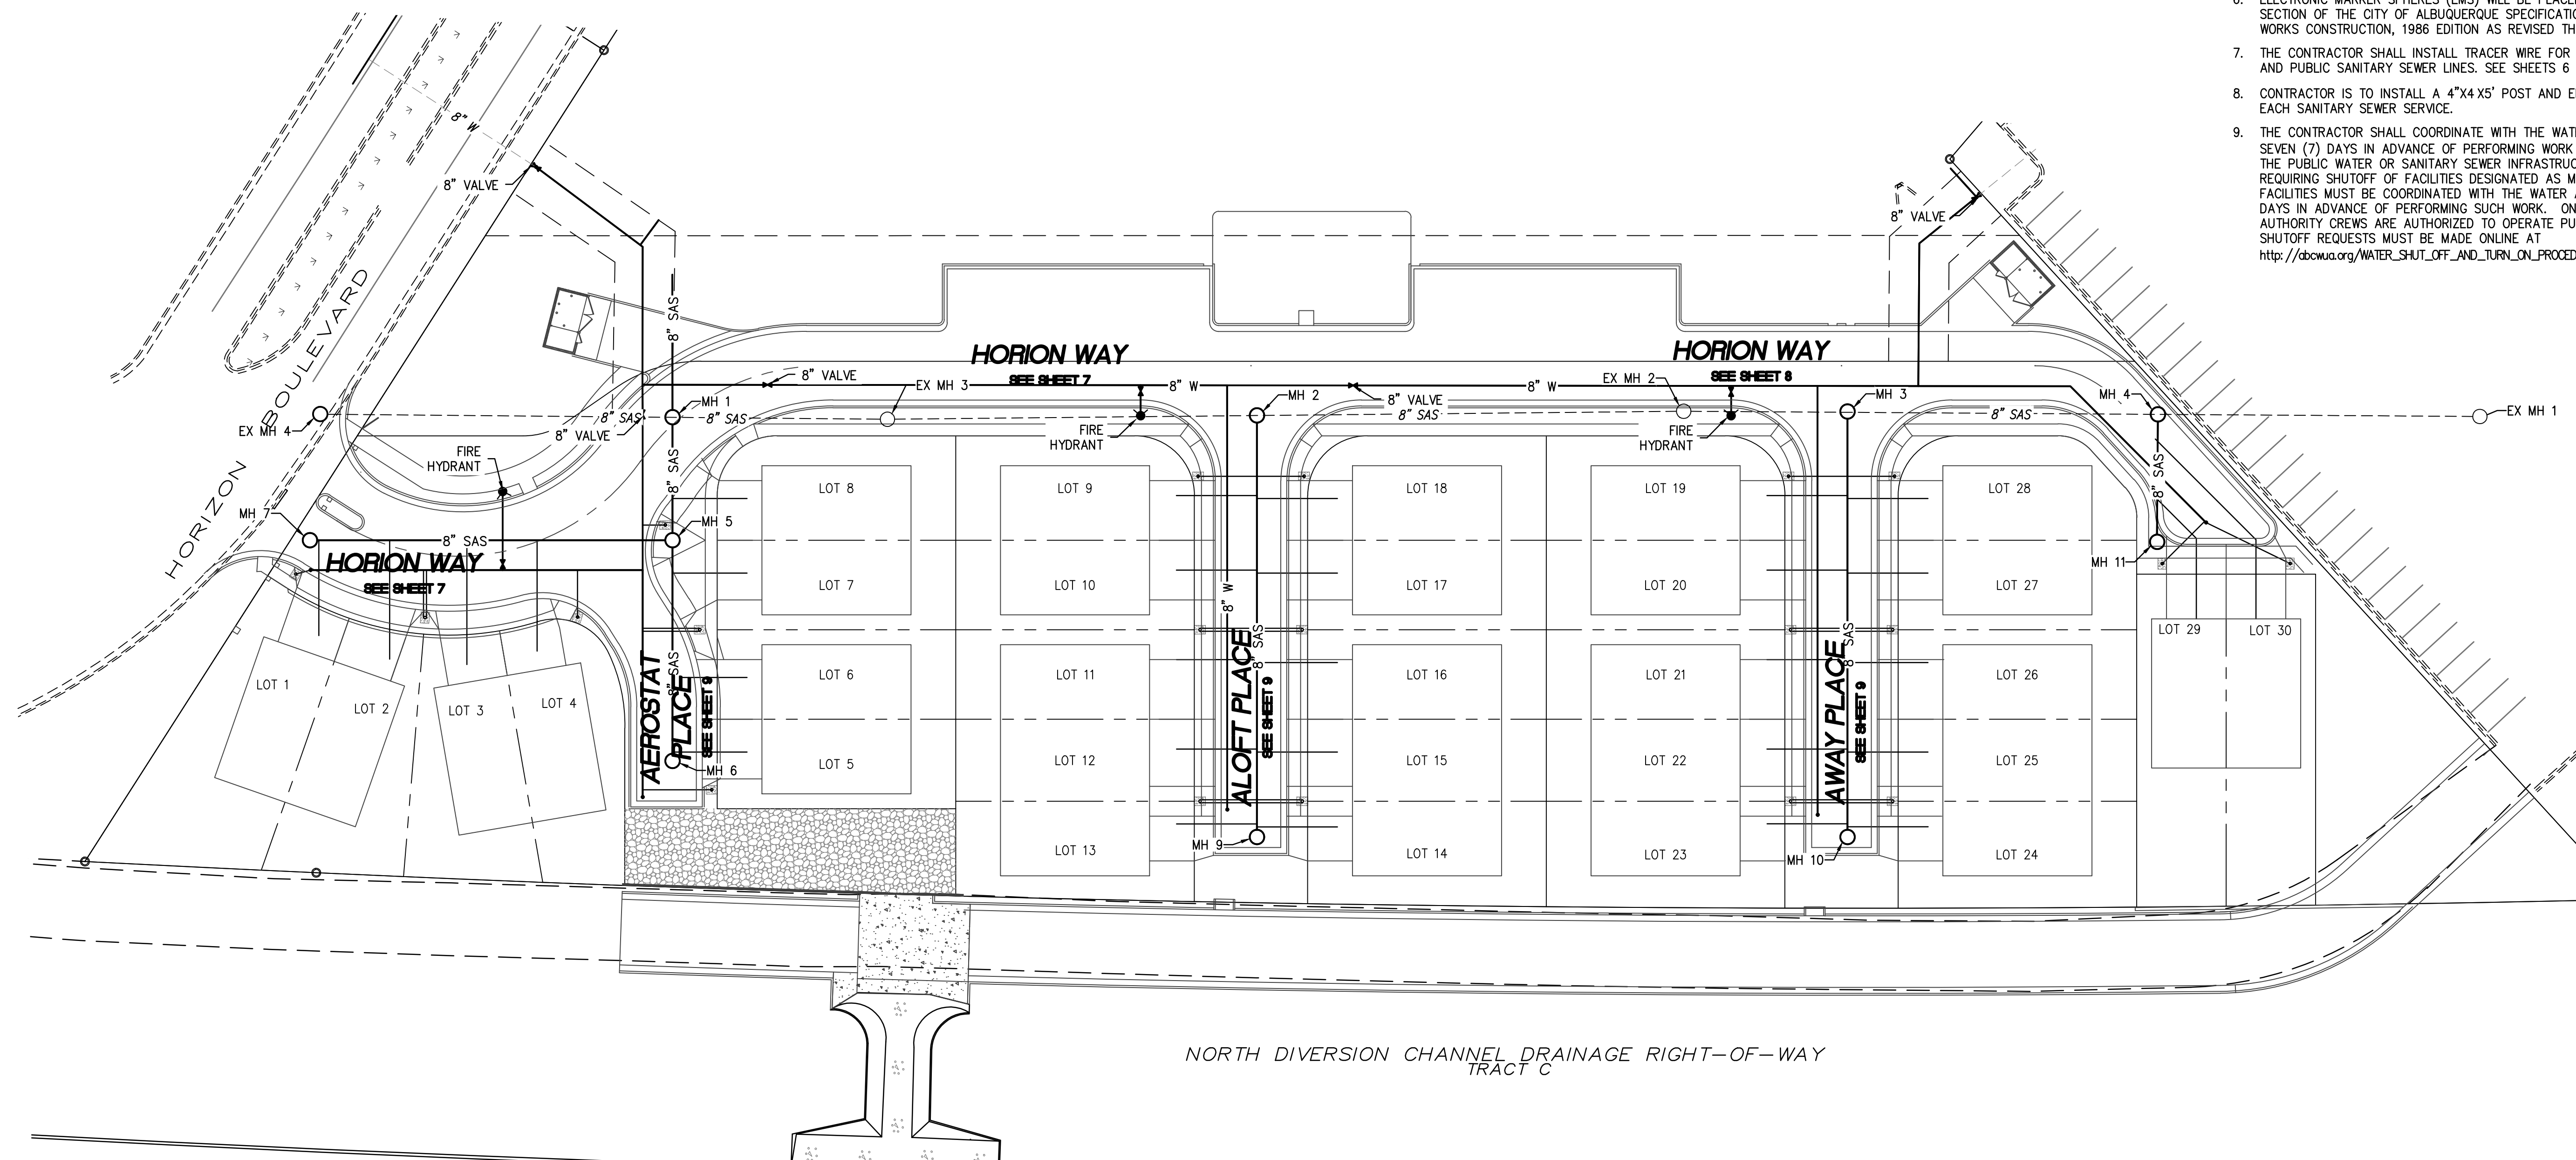 6. ELECTRONIC MARKER SPHERES (EMS) WILL BE PLACE
SECTION OF THE CITY OF ALBUQUERQUE SPECIFICATIO
WORKS CONSTRUCTION, 1986 EDITION AS REVISED TH
7. THE CONTRACTOR SHALL INSTALL TRACER WIRE FOR
AND PUBLIC SANITARY SEWER LINES. SEE SHEETS 6
8. CONTRACTOR IS TO INSTALL A 4"X4 X5' POST AND E
EACH SANITARY SEWER SERVICE.
9. THE CONTRACTOR SHALL COORDINATE WITH THE WAT
SEVEN (7) DAYS IN ADVANCE OF PERFORMING WORK
THE PUBLIC WATER OR SANITARY SEWER INFRASTRUC
REQUIRING SHUTOFF OF FACILITIES DESIGNATED AS M
FACILITIES MUST BE COORDINATED WITH THE WATER A
DAYS IN ADVANCE OF PERFORMING SUCH WORK. ON
AUTHORITY CREWS ARE AUTHORIZED TO OPERATE PU
SHUTOFF REQUESTS MUST BE MADE ONLINE AT
http://abcwua.org/WATER_SHUT_OFF_AND_TURN_ON_PROCED
8" W
8" VALVE
8" VALVE
HORIZON BOULEVARD
8" SAS
HORION WAY
SEE SHEET 7
HORION WAY
SEE SHEET 8
8" VALVE
EX MH 3
8" W
EX MH 2
8" W
EX MH 4
8" SAS
MH 1
8" SAS
8" VALVE
MH 2
8" VALVE
8" SAS
MH 3
8" SAS
MH 4
EX MH 1
FIRE
HYDRANT
FIRE
HYDRANT
FIRE
HYDRANT
8" SAS
8" SAS
LOT 8
LOT 9
LOT 18
LOT 19
LOT 28
MH 7
MH 5
8" SAS
HORION WAY
SEE SHEET 7
MH 11
LOT 7
LOT 10
LOT 17
LOT 20
LOT 27
8" W
8" SAS
8" SAS
8" SAS
LOT 29
LOT 30
LOT 1
LOT 2
LOT 3
LOT 4
LOT 6
LOT 11
LOT 16
LOT 21
LOT 26
AEROSTAT
PLACE
SEE SHEET 9
ALOFT PLACE
SEE SHEET 9
AWAY PLACE
SEE SHEET 9
MH 6
LOT 5
LOT 12
LOT 15
LOT 22
LOT 25
MH 9
MH 10
LOT 13
LOT 14
LOT 23
LOT 24
NORTH DIVERSION CHANNEL DRAINAGE RIGHT-OF-WAY
TRACT C